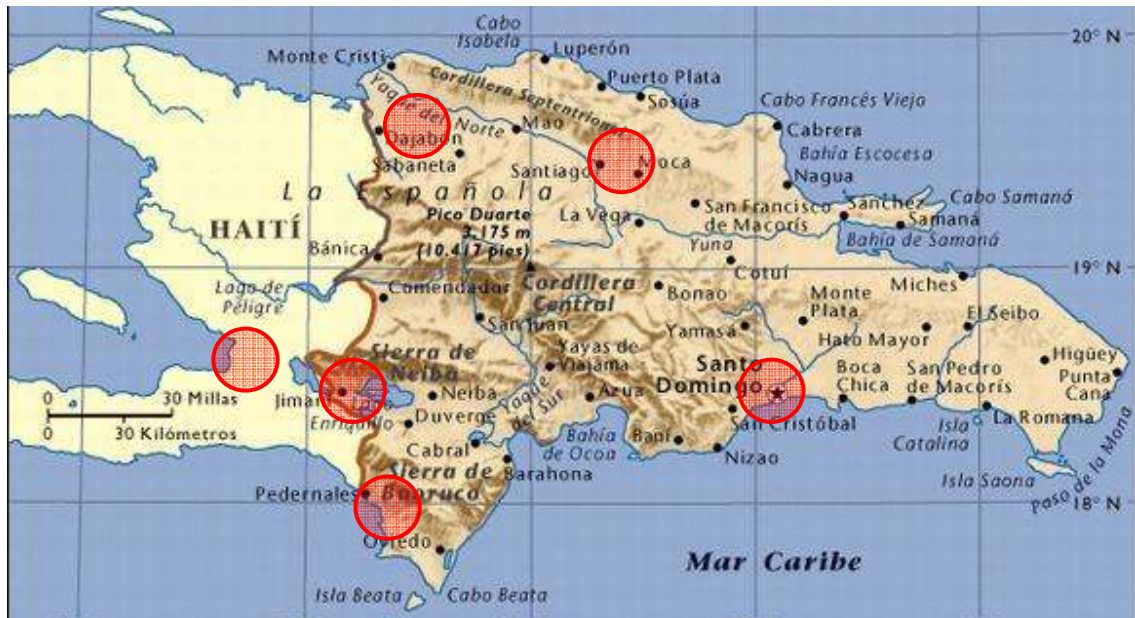 Cabo
Isabela
Luperón
20° N
Monte Cristi
Puerto Plata
Sosúa
Cordillera Septentrional
Yaque del Norte
Cabo Francés Viejo
Mao
Cabrera
Dajabón
Bahía Escocesa
Sabaneta
Santiago
Moca
Nagua
La Española
Cabo Samaná
Pico Duarte
3,175 m
(10.417 pies)
La Vega
San Francisco
de Macorís
Sánchez
Samaná
HAITÍ
Bánica
Yuna
Bahía de Samaná
Cotuí
19° N
Lago de
Péligre
Comendador
Cordillera
Central
Bonao
Monte
Plata
Miches
San Juan
Yamasa
Hato Mayor
El Seibo
Sierra de
Neiba
Yayas de
Viajama
Santo
Domingo
Boca
Chica
San Pedro
de Macorís
Higüey
Punta
Cana
0 30 Millas
0 30 Kilómetros
Jimaní
Enriquillo
Neiba
Duverge
Yaque
del Sur
Azua
San Cristóbal
La Romana
Cabral
Bahía
de Ocoa
Baní
Nizao
Isla
Catalina
Isla Saona
Paso de la Mona
Sierra de
Baoruco
Barahona
Pedernales
18° N
Oviedo
Mar Caribe
Isla Beata
Cabo Beata